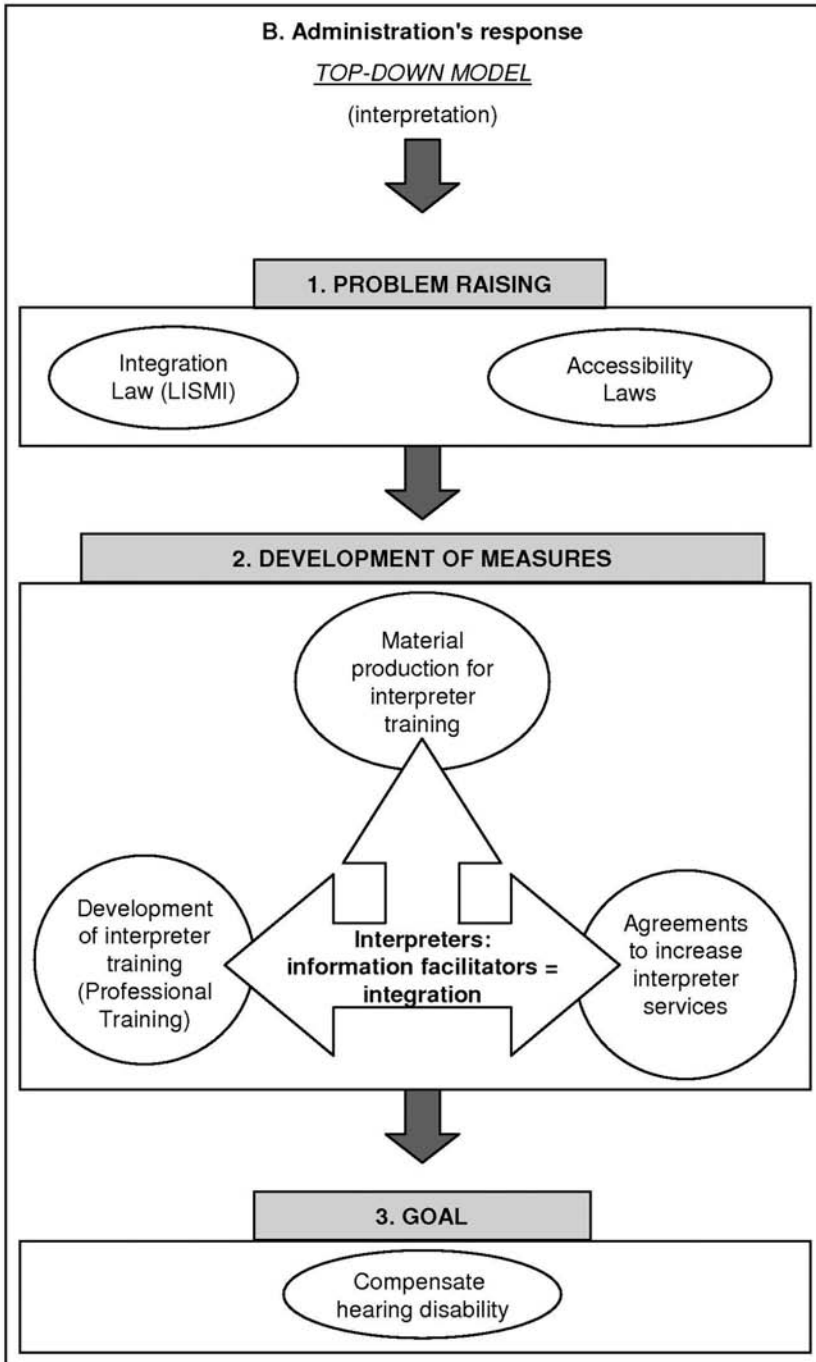 B. Administration's response
TOP-DOWN MODEL
(interpretation)
1. PROBLEM RAISING
Integration
Law (LISMI)
Accessibility
Laws
2. DEVELOPMENT OF MEASURES
Material
production for
interpreter
training
Development
of interpreter
training
(Professional
Training)
Interpreters:
information facilitators =
integration
Agreements
to increase
interpreter
services
3. GOAL
Compensate
hearing disability